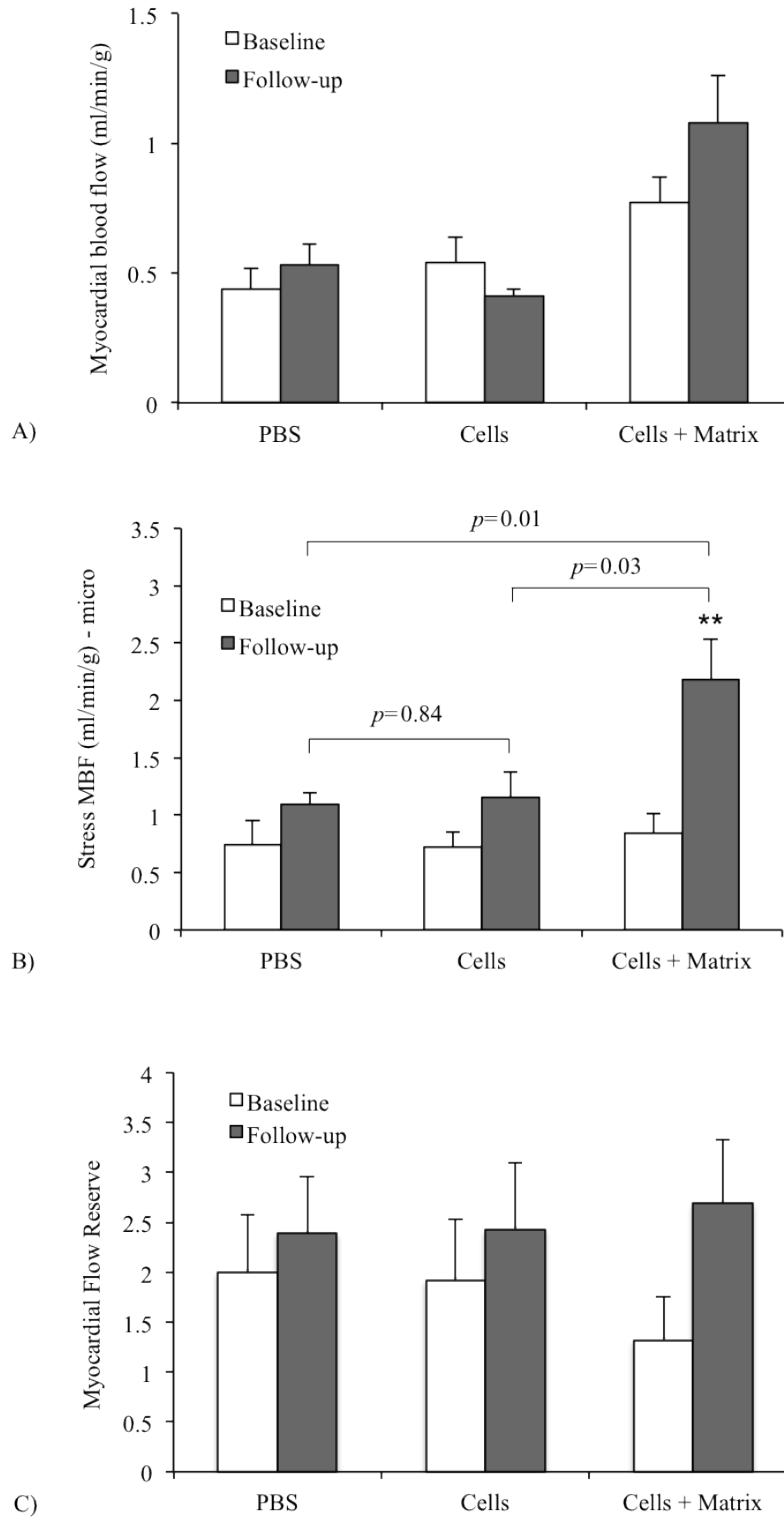 Myocardial blood flow (ml/min/g)
1.5
1
0.5
0
Baseline
Follow-up
PBS Cells Cells + Matrix
A)
Stress MBF (ml/min/g) - micro
3.5
3
2.5
2
1.5
1
0.5
0
Baseline
Follow-up
p=0.01
p=0.03
**
p=0.84
PBS Cells Cells + Matrix
B)
Myocardial Flow Reserve
4
3.5
3
2.5
2
1.5
1
0.5
0
Baseline
Follow-up
PBS Cells Cells + Matrix
C)